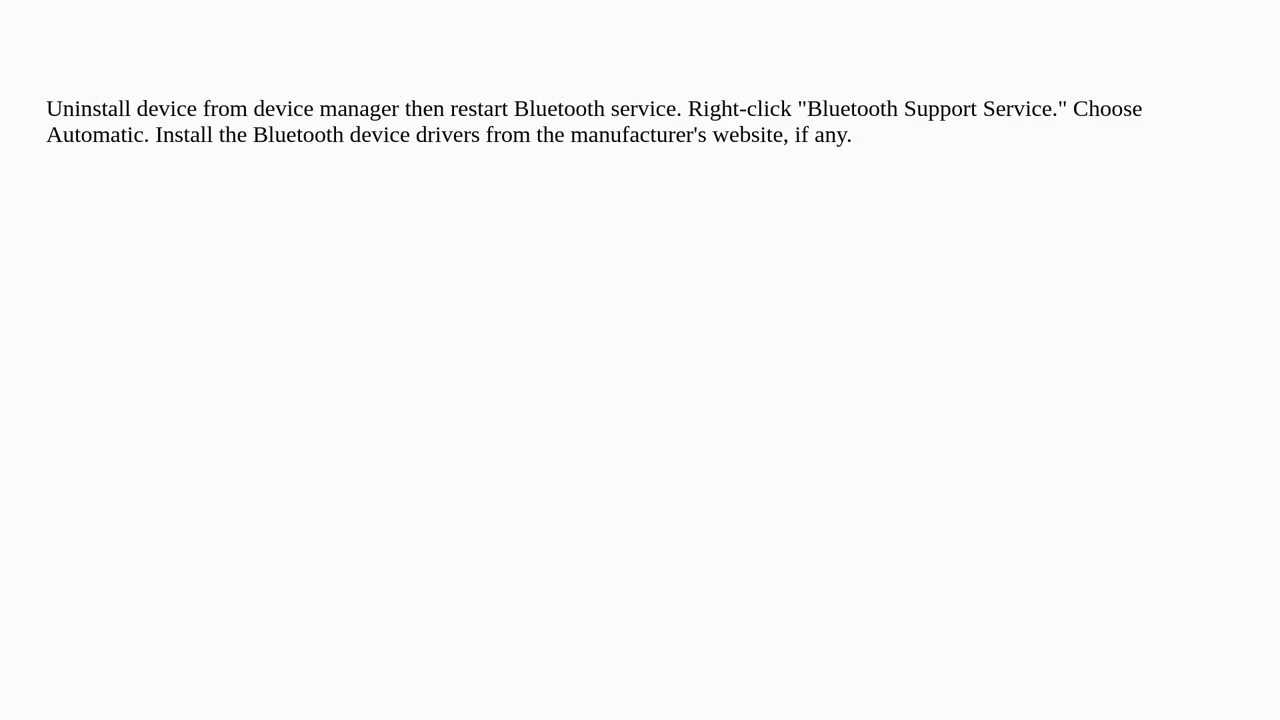 Uninstall device from device manager then restart Bluetooth service. Right-click "Bluetooth Support Service." Choose
Automatic. Install the Bluetooth device drivers from the manufacturer's website, if any.